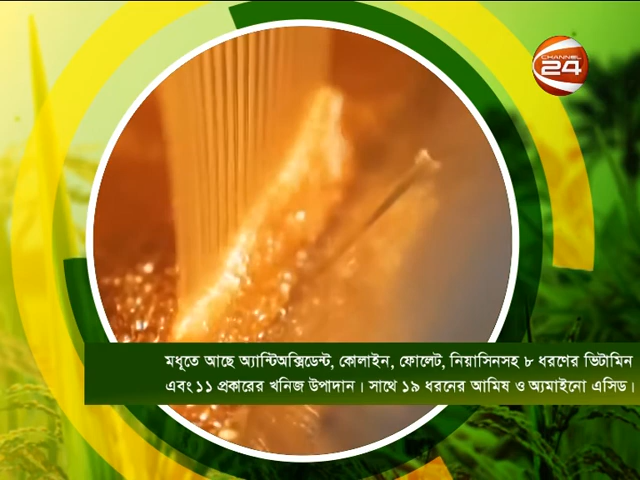 CHANNEL
24
মধুতে আছে অ্যান্টিঅক্সিডেন্ট, কোলাইন, ফোলেট, নিয়াসিনসহ ৮ ধরণের ভিটামিন
এবং ১১ প্রকারের খনিজ উপাদান। সাথে ১৯ ধরনের আমিষ ও অ্যমাইনো এসিড।